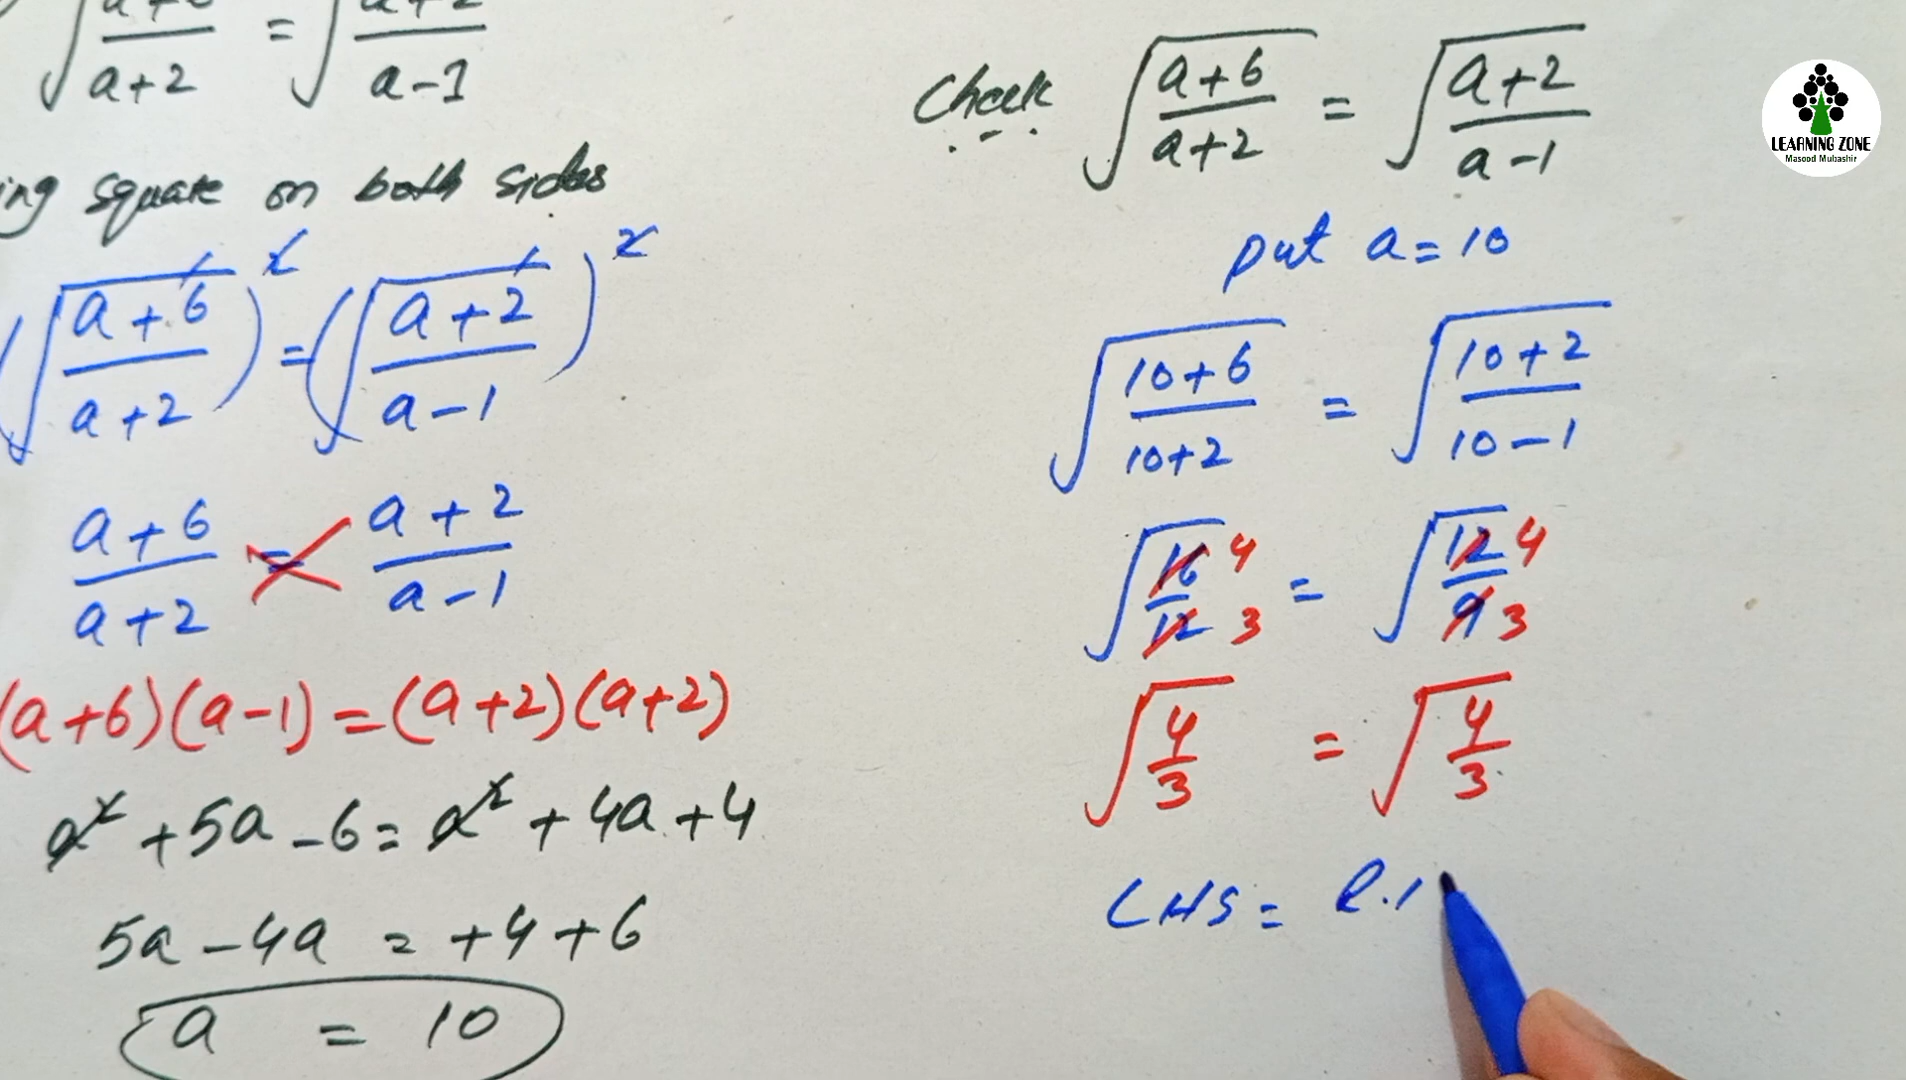 √(a+6/a+2) = √(a+2/a-1)
ing square on both sides
(√(a+6/a+2))² = (√(a+2/a-1))²
a+6/a+2 = a+2/a-1
(a+6)(a-1) = (a+2)(a+2)
a² + 5a - 6 = a² + 4a + 4
5a - 4a = +4 + 6
a = 10
Check √(a+6/a+2) = √(a+2/a-1)
put a = 10
√(10+6/10+2) = √(10+2/10-1)
√(16/12) 4 3 = √(12/9) 4 3
√(4/3) = √(4/3)
LHS = R.
LEARNING ZONE
Masood Mubashir